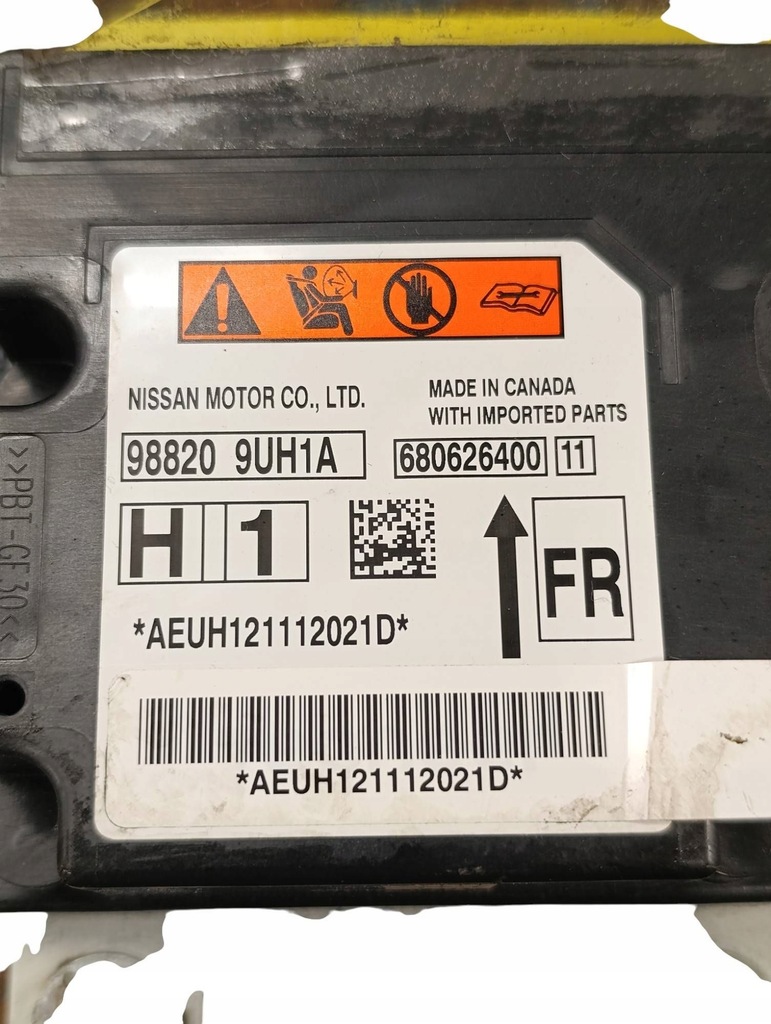 NISSAN MOTOR CO., LTD.
MADE IN CANADA
WITH IMPORTED PARTS
98820 9UH1A
680626400 11
H 1
FR
*AEUH121112021D*
*AEUH121112021D*
>>PBT-GF30<<